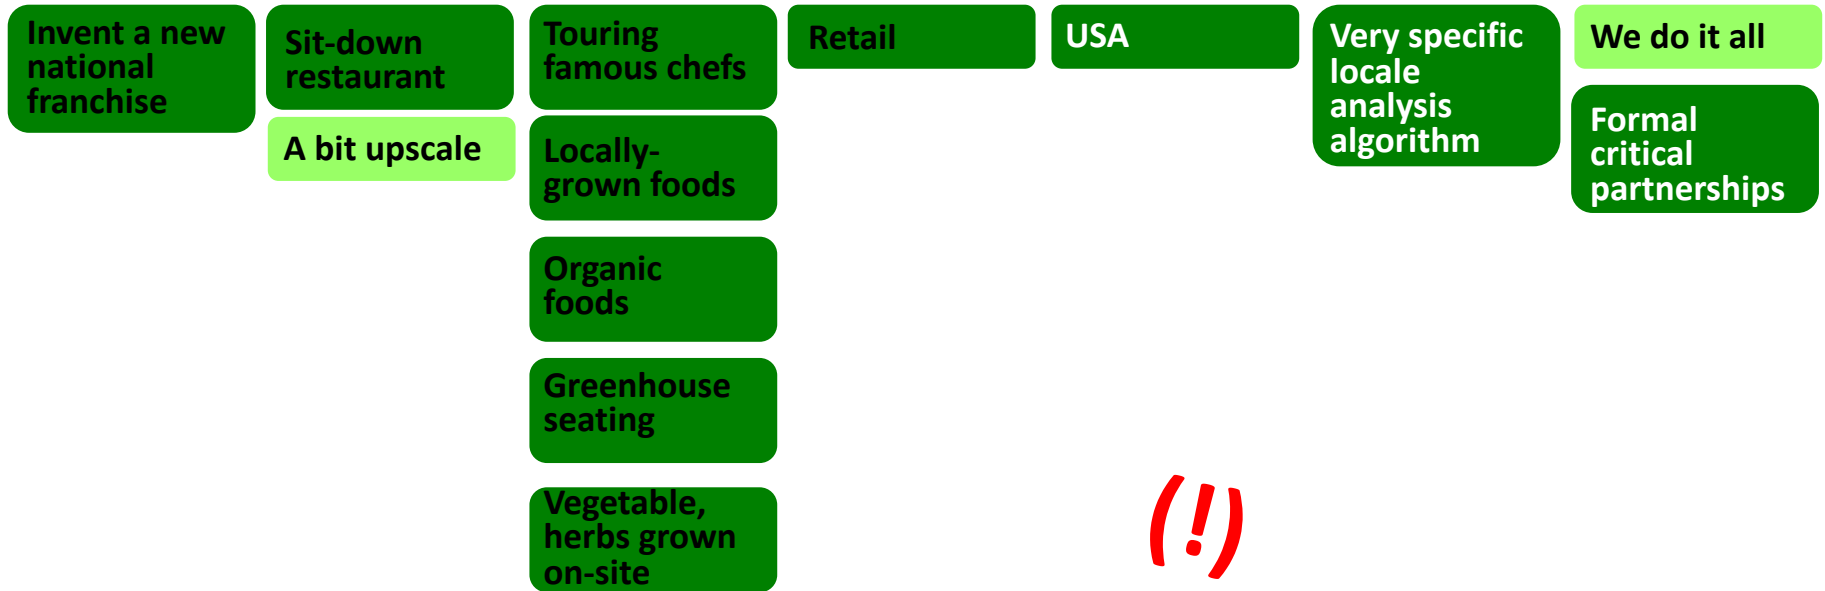 Invent a new
national
franchise
Sit-down
restaurant
A bit upscale
Touring
famous chefs
Locally-
grown foods
Organic
foods
Greenhouse
seating
Vegetable,
herbs grown
on-site
Retail
USA
Very specific
locale
analysis
algorithm
We do it all
Formal
critical
partnerships
(!)